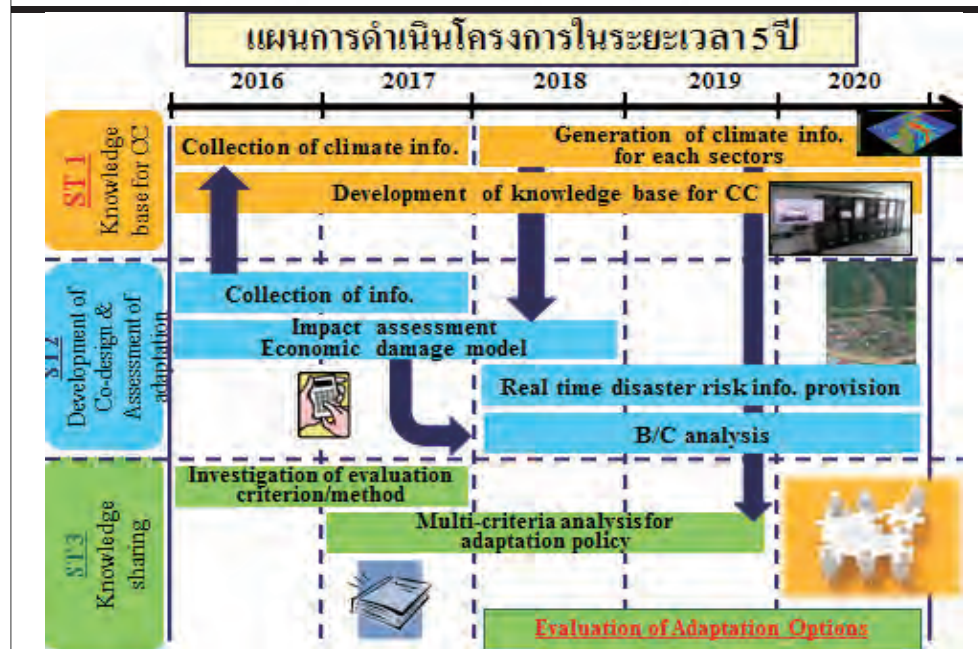 แผนการดำเนินโครงการในระยะเวลา 5 ปี
2016 2017 2018 2019 2020
ST 1
Knowledge
base for CC
Collection of climate info.
Generation of climate info.
for each sectors
Development of knowledge base for CC
ST2
Development of
Co-design &
Assessment of
adaptation
Collection of info.
Impact assessment
Economic damage model
Real time disaster risk info. provision
B/C analysis
ST3
Knowledge
sharing
Investigation of evaluation
criterion/method
Multi-criteria analysis for
adaptation policy
Evaluation of Adaptation Options